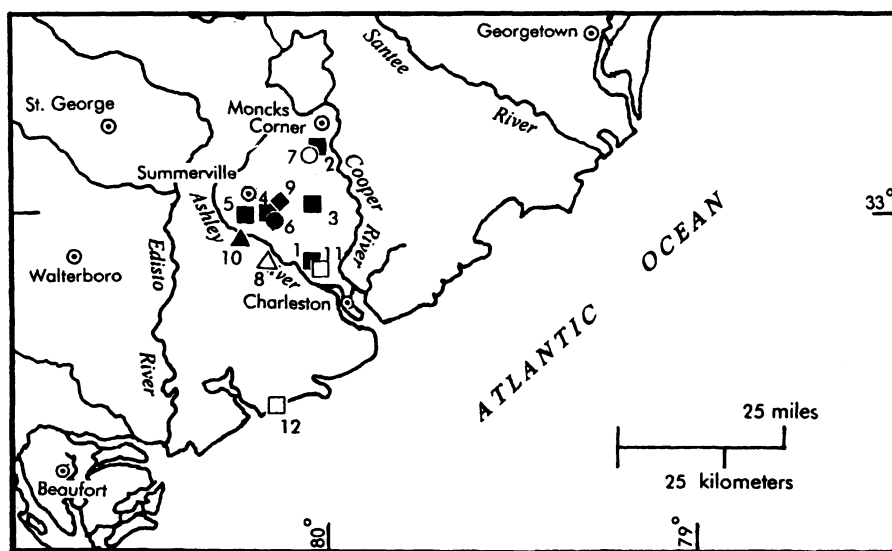 Georgetown
Santee
River
St. George
Moncks
Corner
7
2
Summerville
Cooper
River
9
5
4
3
6
Ashley
River
33°
10
8
1
11
Walterboro
Edisto
River
Charleston
ATLANTIC OCEAN
12
25 miles
25 kilometers
Beaufort
80°
79°